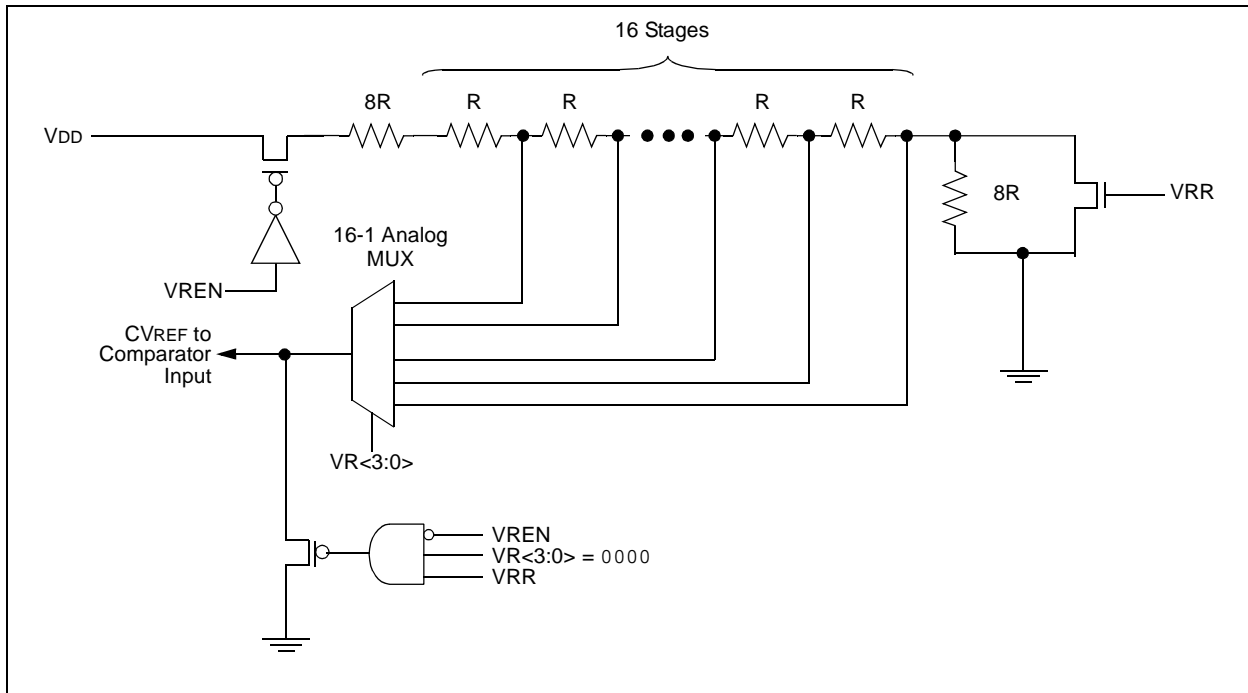 16 Stages
8R
R
R
R
R
VDD
8R
VRR
16-1 Analog
MUX
VREN
CVREF to
Comparator
Input
VR<3:0>
VREN
VR<3:0> = 0000
VRR